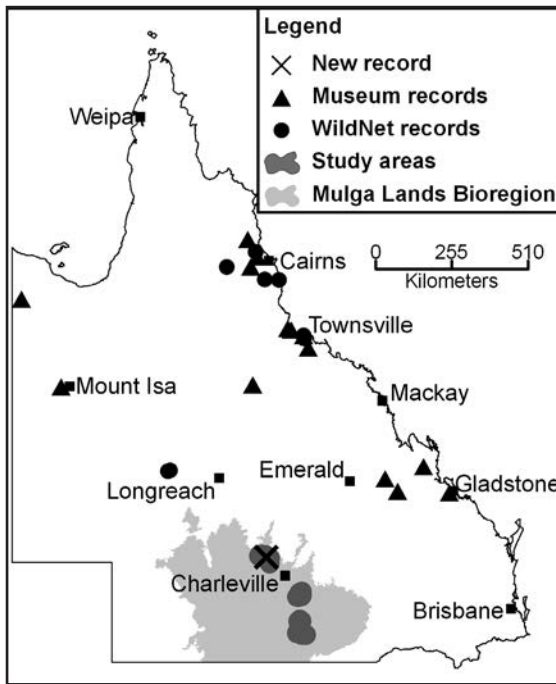 Legend
New record
Museum records
WildNet records
Study areas
Mulga Lands Bioregion
Weipa
Cairns
0 255 510
Kilometers
Townsville
Mount Isa
Mackay
Emerald
Longreach
Gladstone
Charleville
Brisbane